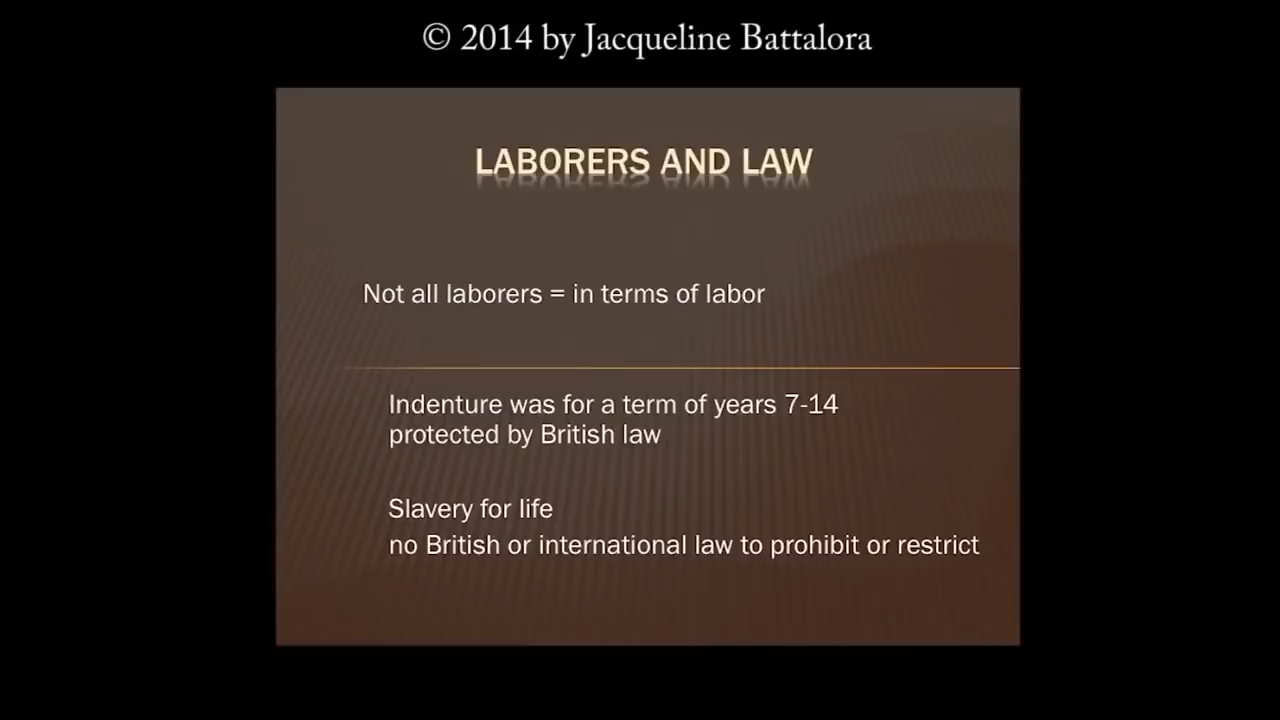 © 2014 by Jacqueline Battalora
LABORERS AND LAW
Not all laborers = in terms of labor
Indenture was for a term of years 7-14
protected by British law
Slavery for life
no British or international law to prohibit or restrict